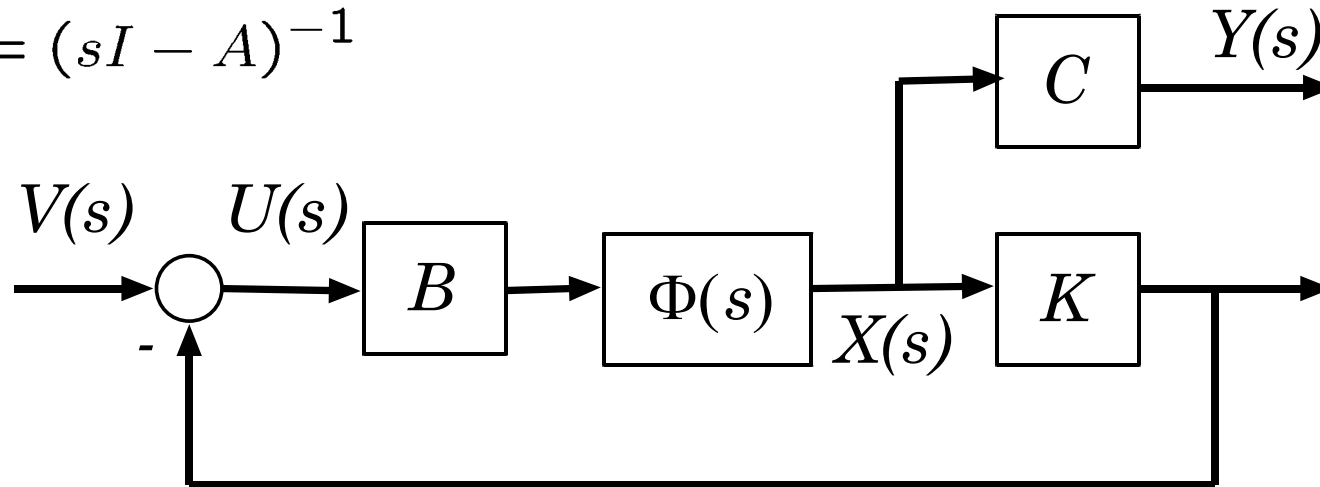 = (sI − A)⁻¹
Y(s)
C
V(s)
U(s)
B
Φ(s)
X(s)
K
-